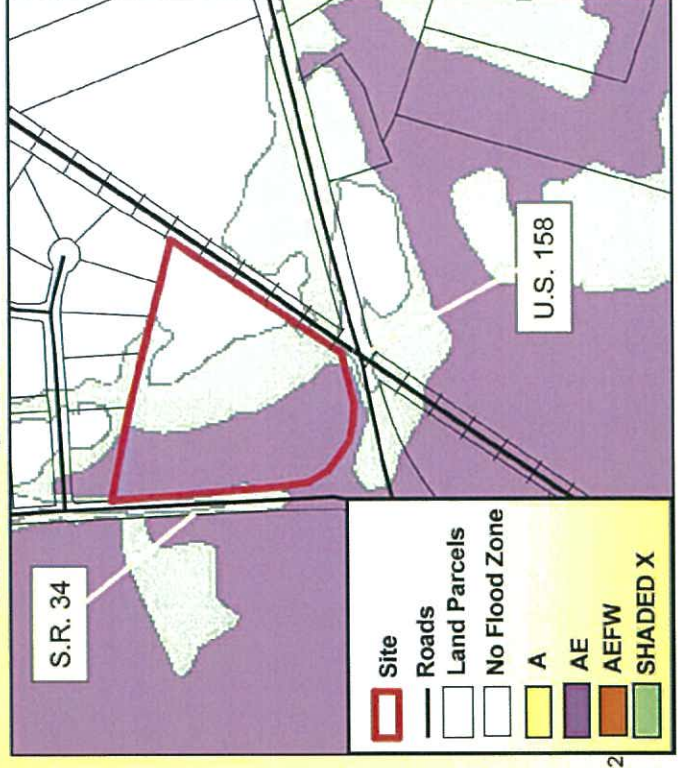 S.R. 34
U.S. 158
Site
Roads
Land Parcels
No Flood Zone
A
AE
AEFW
SHADED X
2